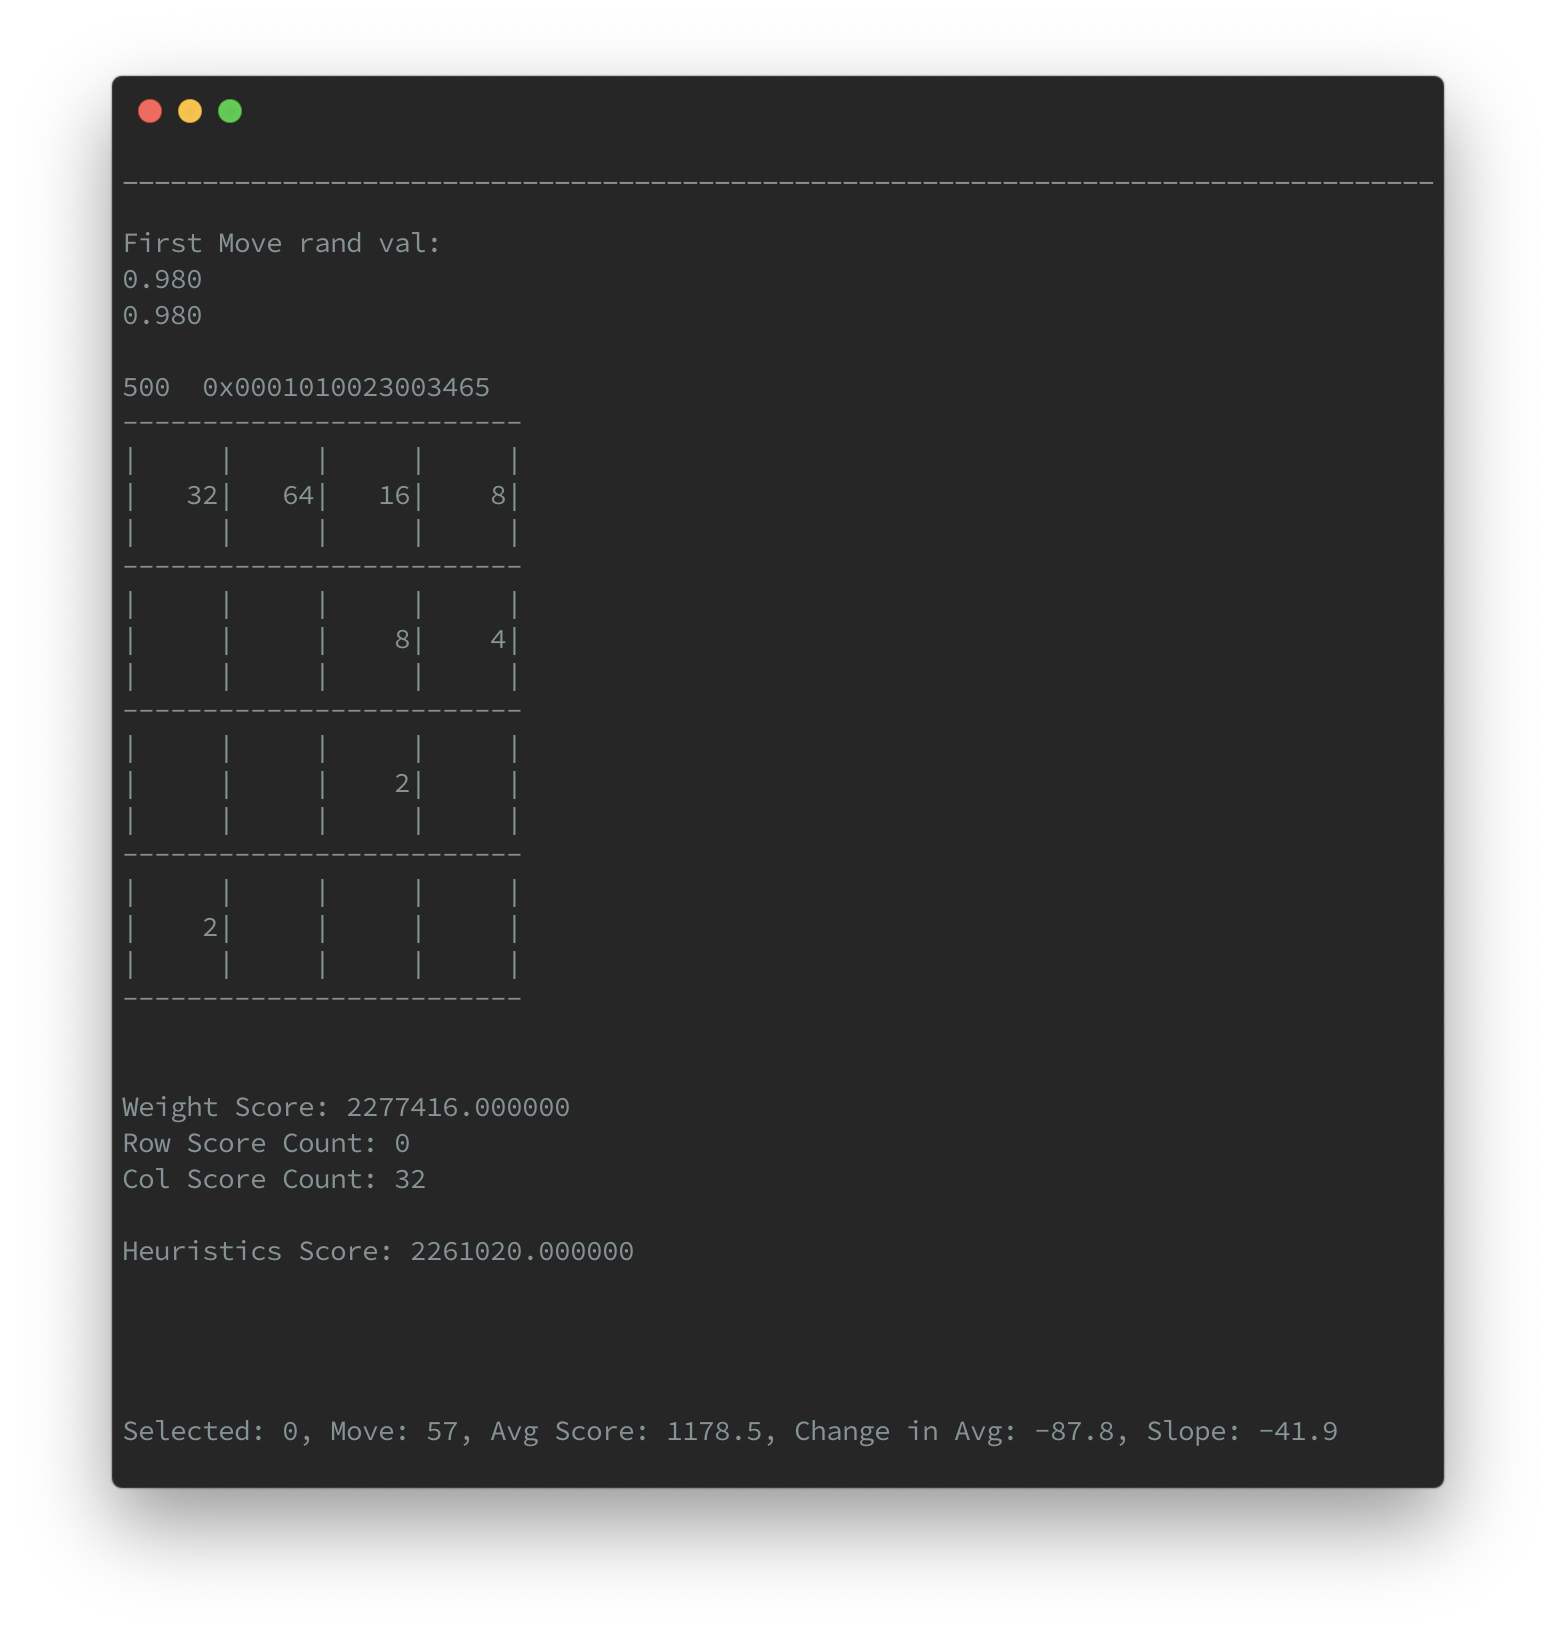 --------------------------------------------------------------------------------
First Move rand val:
0.980
0.980
500  0x0001010023003465
-------------------------
|     |     |     |     |
|   32|   64|   16|    8|
|     |     |     |     |
-------------------------
|     |     |     |     |
|     |     |    8|    4|
|     |     |     |     |
-------------------------
|     |     |     |     |
|     |     |    2|     |
|     |     |     |     |
-------------------------
|     |     |     |     |
|    2|     |     |     |
|     |     |     |     |
-------------------------
Weight Score: 2277416.000000
Row Score Count: 0
Col Score Count: 32
Heuristics Score: 2261020.000000
Selected: 0, Move: 57, Avg Score: 1178.5, Change in Avg: -87.8, Slope: -41.9